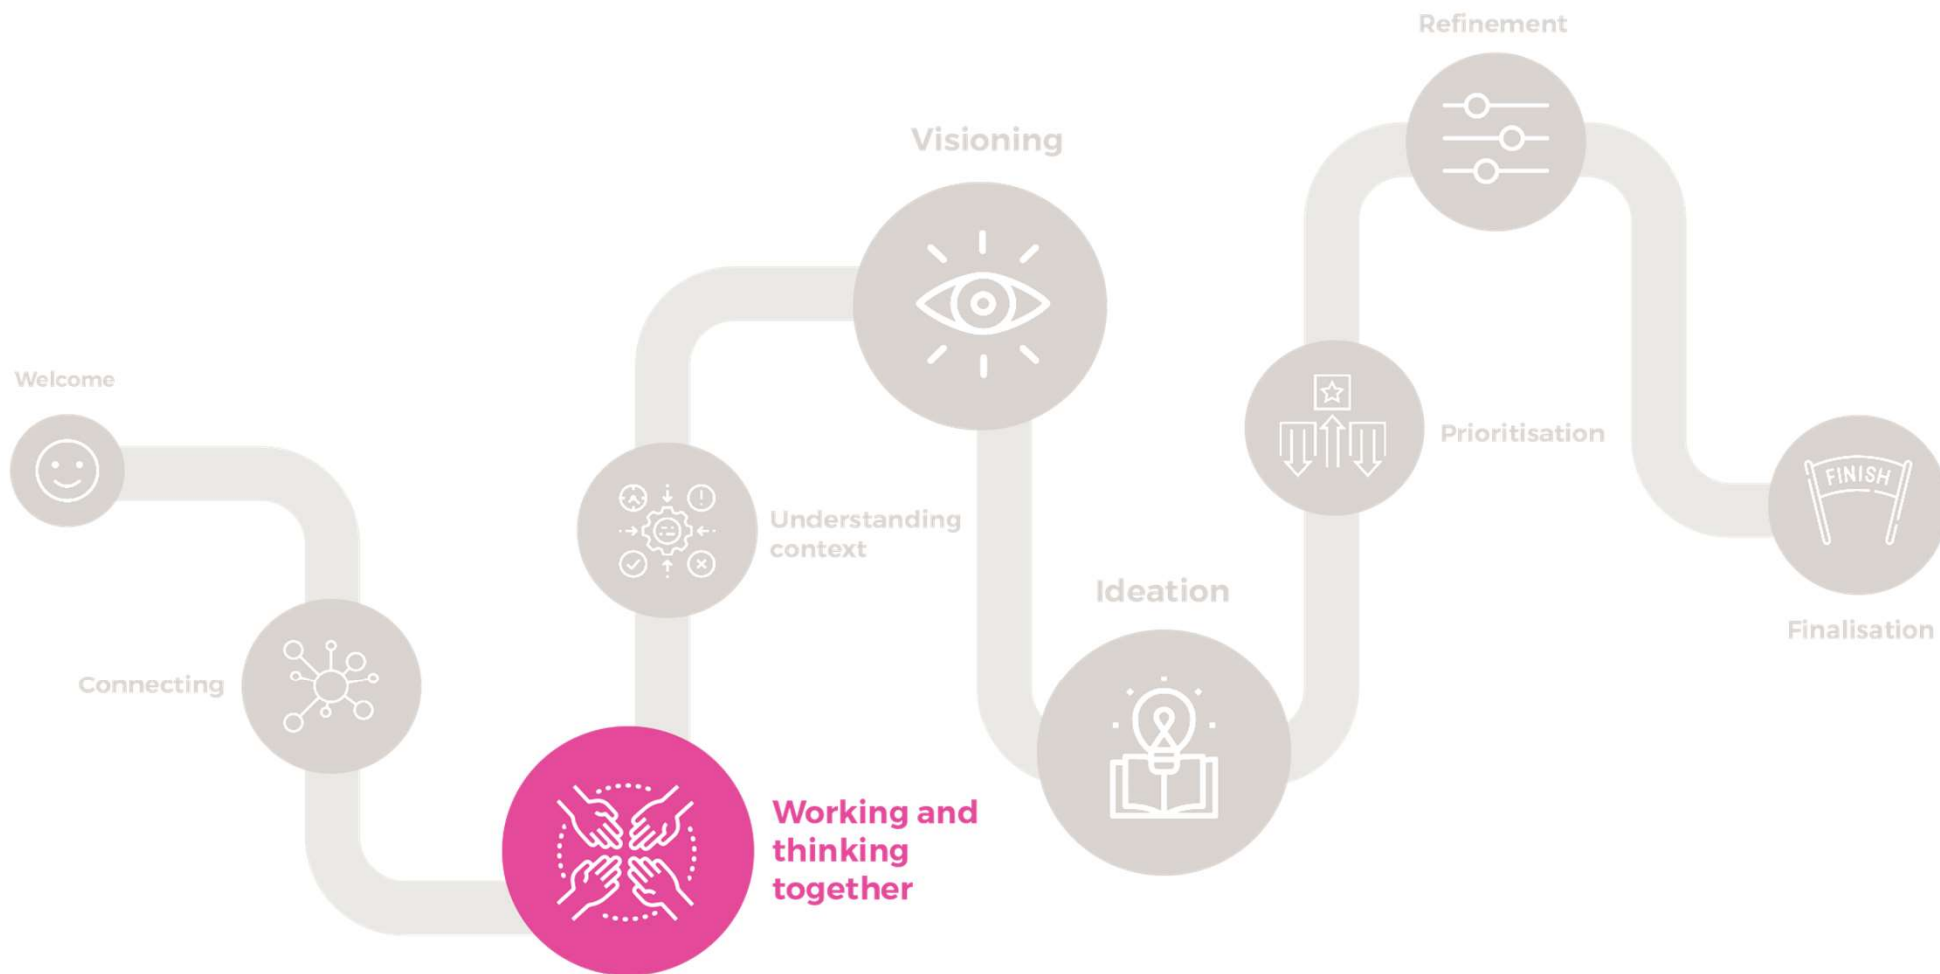 Welcome
Connecting
Working and
thinking
together
Understanding
context
Visioning
Ideation
Prioritisation
Refinement
FINISH
Finalisation